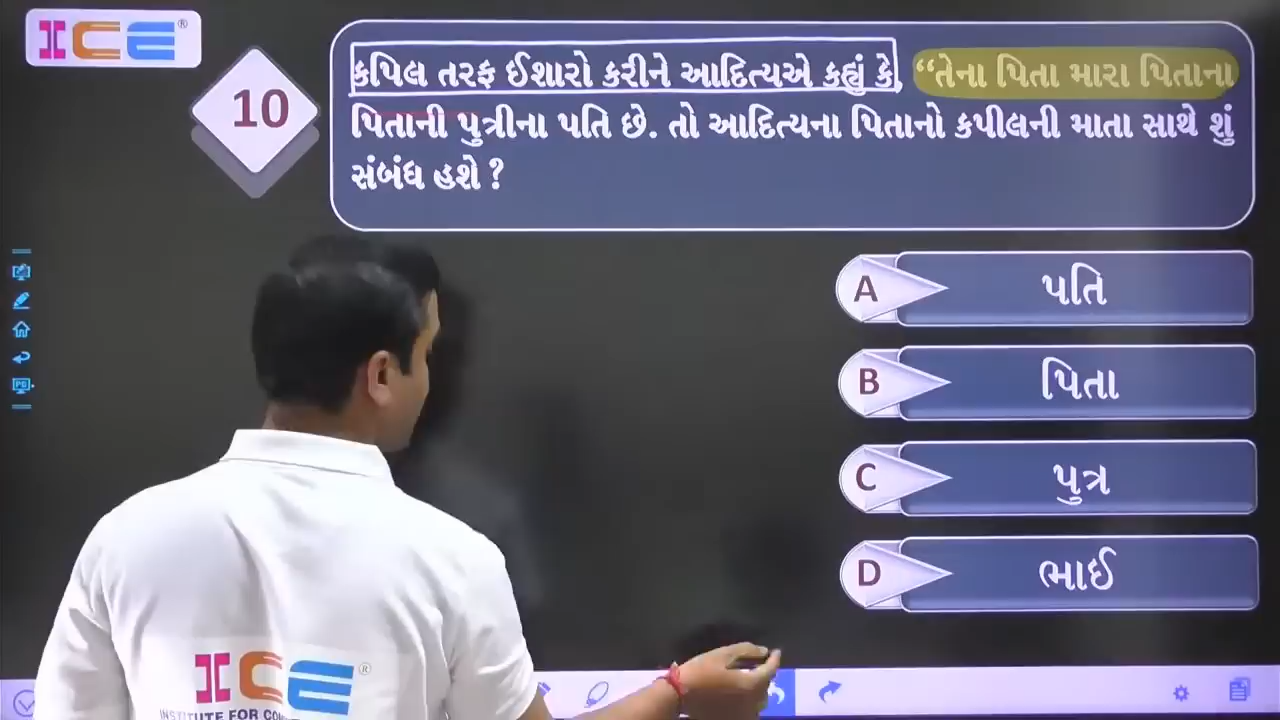 ICE®
10
કપિલ તરફ ઈશારો કરીને આદિત્યએ કહ્યું કે, “તેના પિતા મારા પિતાના
પિતાની પુત્રીના પતિ છે. તો આદિત્યના પિતાનો કપીલની માતા સાથે શું
સંબંધ હશે ?
A પતિ
B પિતા
C પુત્ર
D ભાઈ
PC
ICE®
INSTITUTE FOR